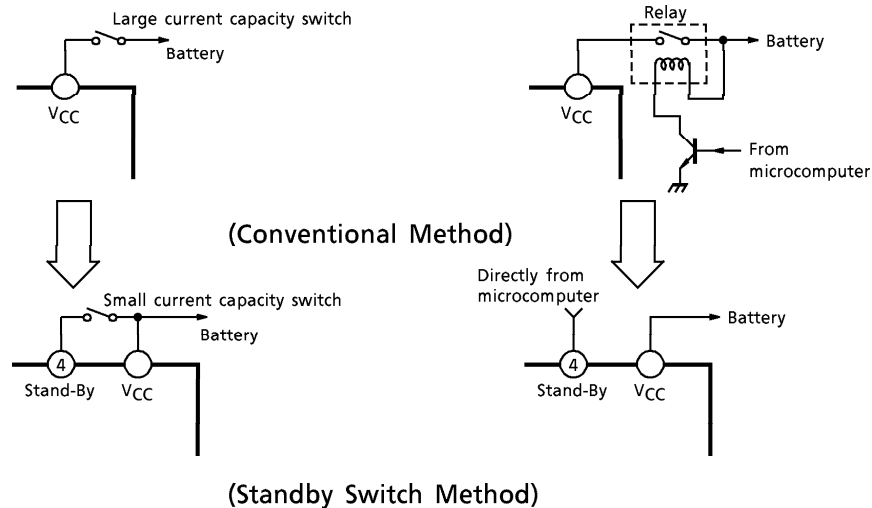 Large current capacity switch
Battery
VCC
Relay
Battery
VCC
From
microcomputer
(Conventional Method)
Small current capacity switch
Battery
4
Stand-By
VCC
Directly from
microcomputer
Battery
4
Stand-By
VCC
(Standby Switch Method)